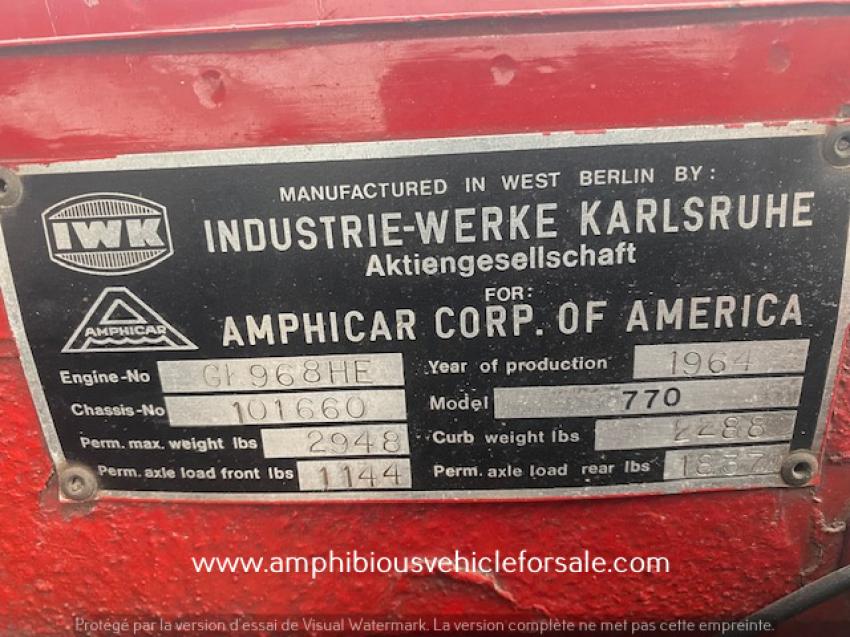 MANUFACTURED IN WEST BERLIN BY:
IWK
INDUSTRIE-WERKE KARLSRUHE
Aktiengesellschaft
FOR:
AMPHICAR
AMPHICAR CORP. OF AMERICA
Engine-No Year of production 1964
Chassis-No 101660 Model 770
Perm. max. weight lbs 2948 Curb weight lbs
Perm. axle load front lbs 1144 Perm. axle load rear lbs
www.amphibiousvehicleforsale.com
Protégé par la version d'essai de Visual Watermark. La version complète ne met pas cette empreinte.